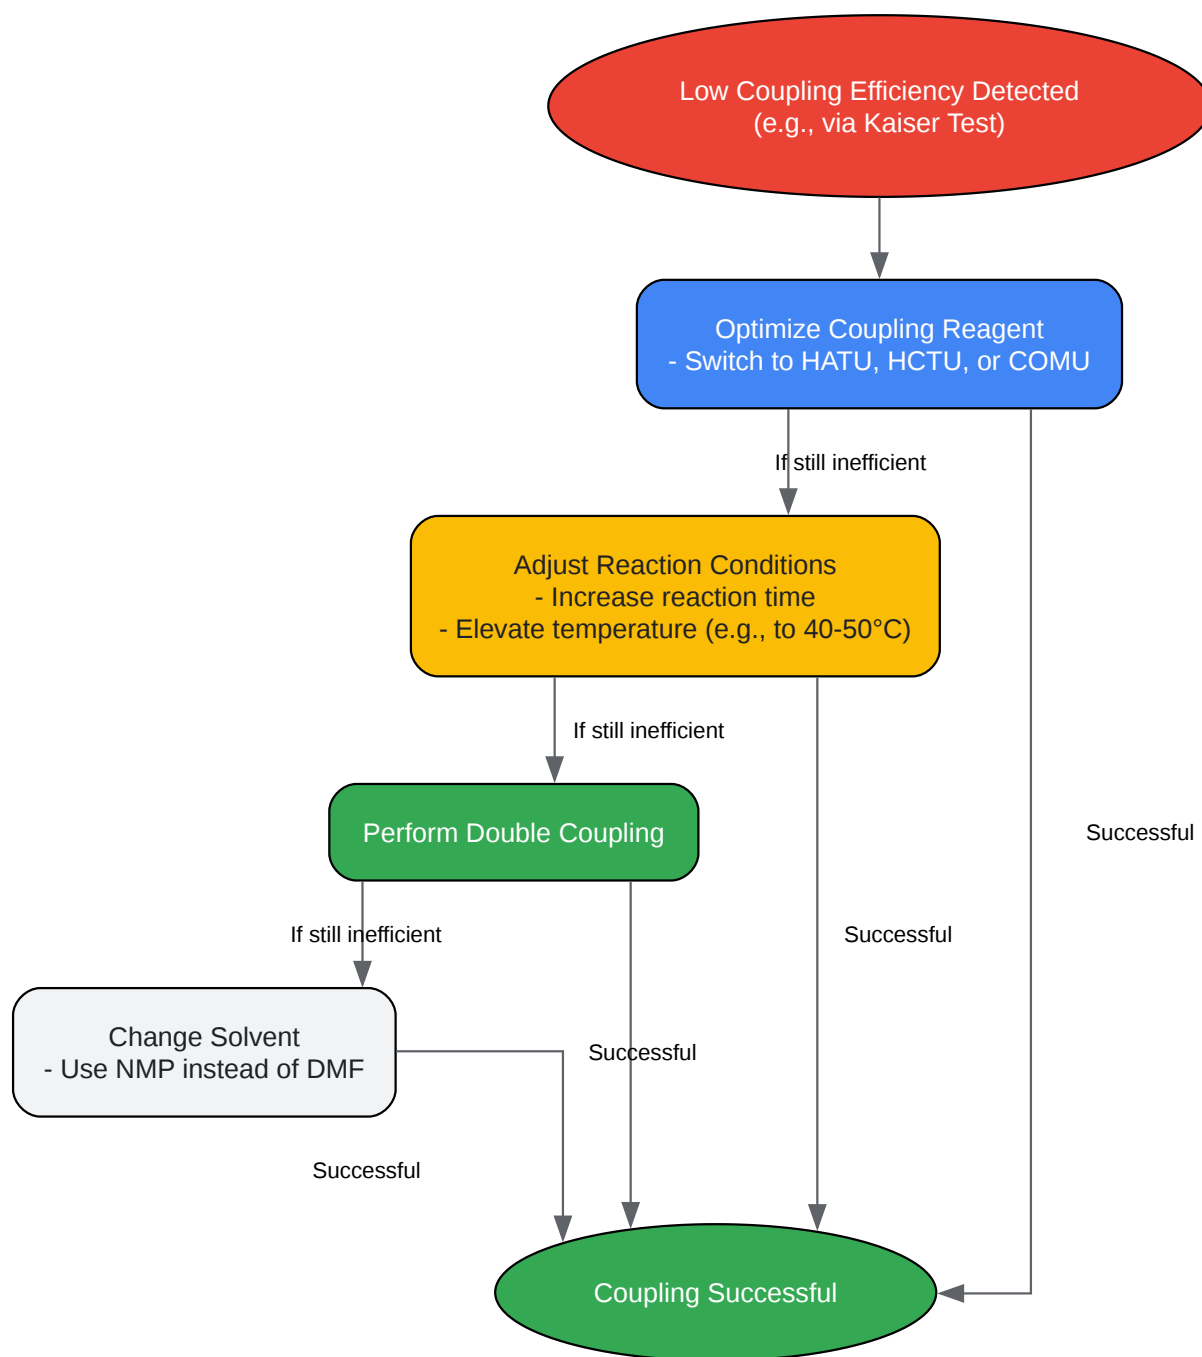 Low Coupling Efficiency Detected
(e.g., via Kaiser Test)
Optimize Coupling Reagent
- Switch to HATU, HCTU, or COMU
If still inefficient
Adjust Reaction Conditions
- Increase reaction time
- Elevate temperature (e.g., to 40-50°C)
If still inefficient
Perform Double Coupling
Successful
If still inefficient
Successful
Change Solvent
- Use NMP instead of DMF
Successful
Successful
Coupling Successful